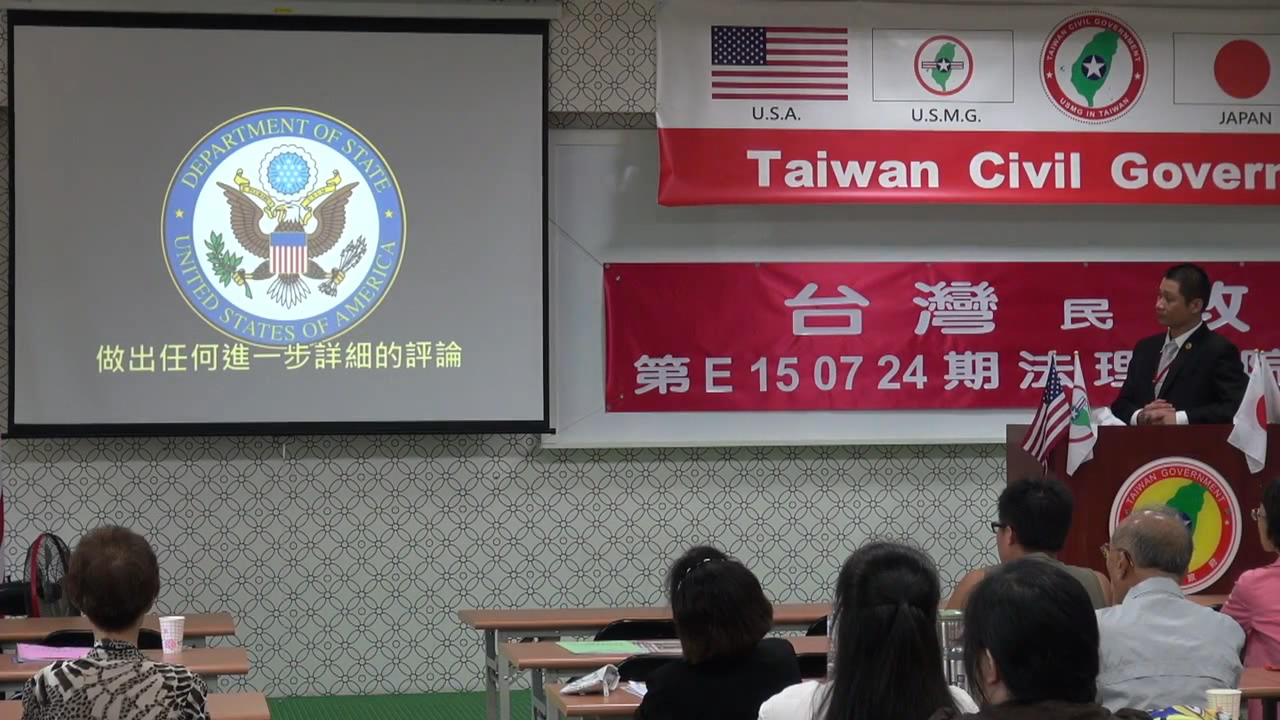 DEPARTMENT OF STATE
UNITED STATES OF AMERICA
做出任何進一步詳細的評論
U.S.A.
U.S.M.G.
TAIWAN CIVIL GOVERNMENT
USMG IN TAIWAN
JAPAN
Taiwan Civil Govern
台灣民政
第E 15 07 24 期法理
TAIWAN GOVERNMENT